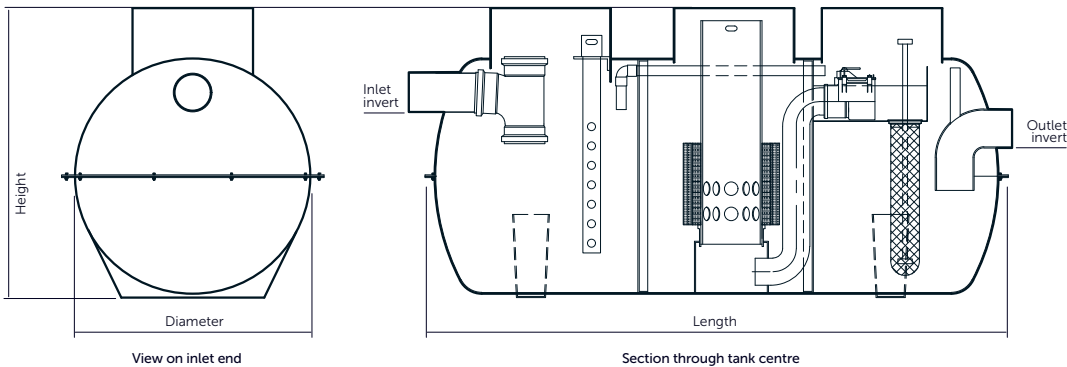 Height
Diameter
View on inlet end
Inlet
invert
Outlet
invert
Length
Section through tank centre